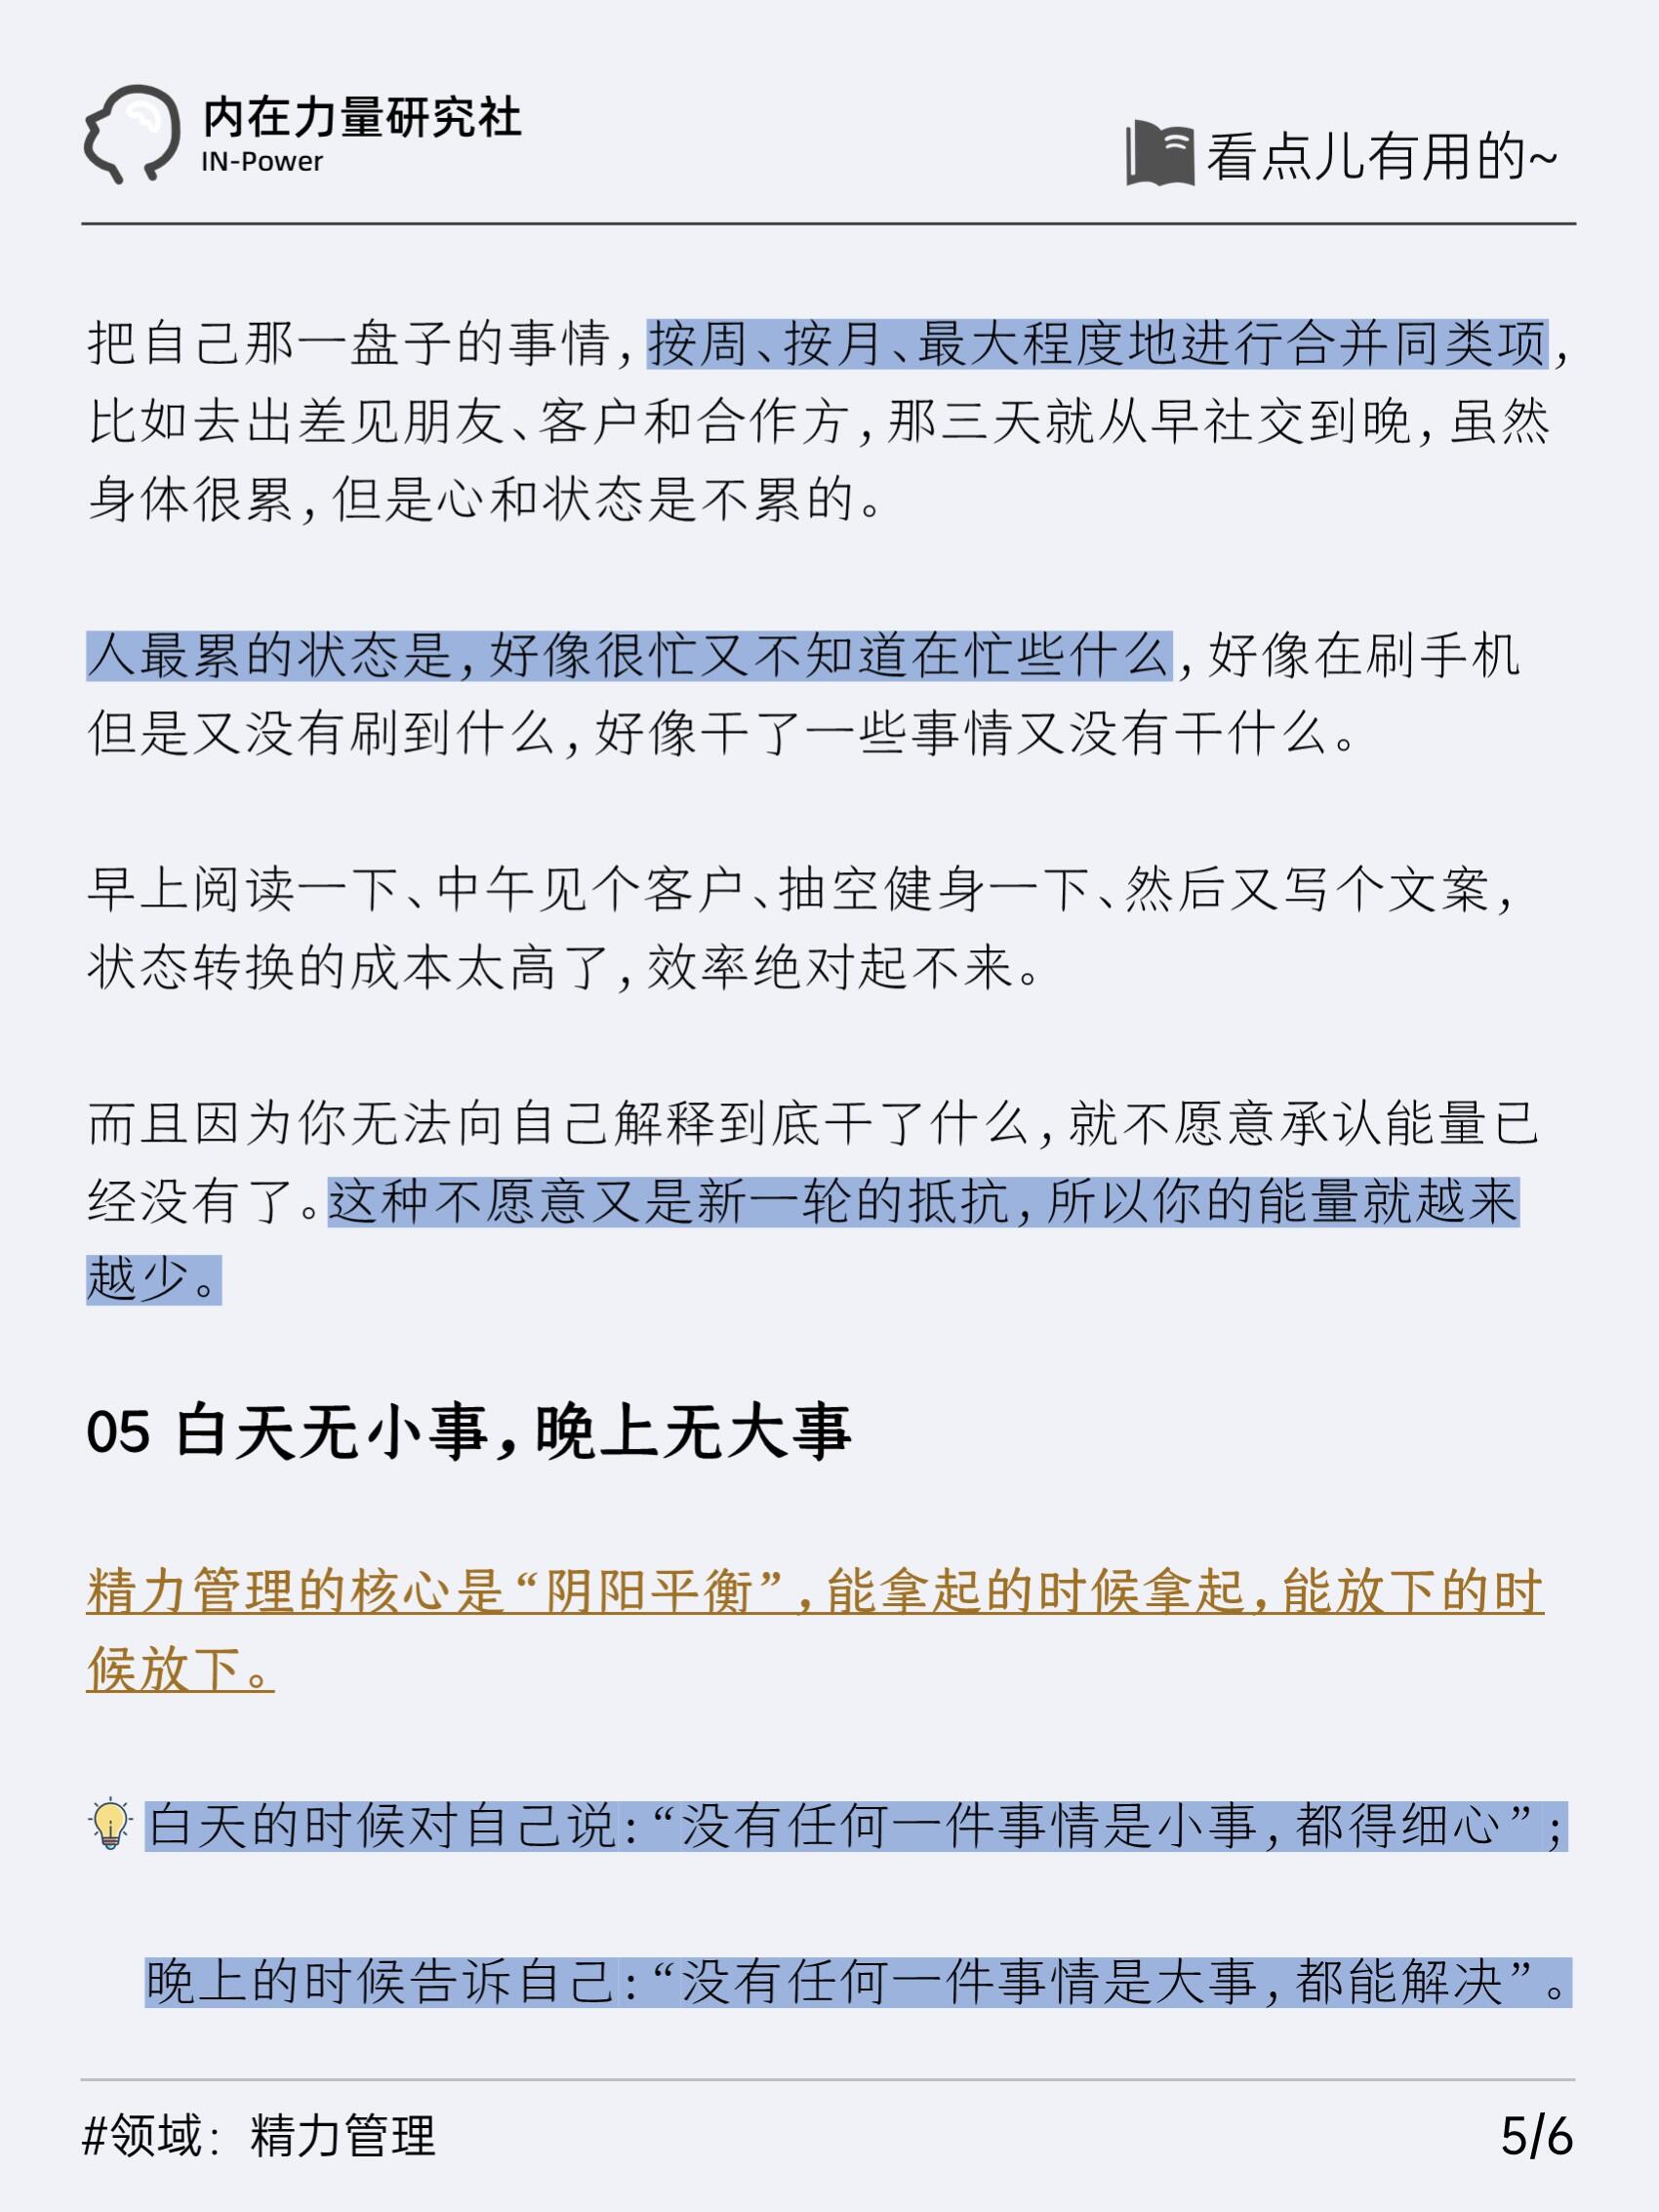 内在力量研究社
IN-Power
看点儿有用的~
把自己那一盘子的事情，按周、按月、最大程度地进行合并同类项，
比如去出差见朋友、客户和合作方，那三天就从早社交到晚，虽然
身体很累，但是心和状态是不累的。
人最累的状态是，好像很忙又不知道在忙些什么，好像在刷手机
但是又没有刷到什么，好像干了一些事情又没有干什么。
早上阅读一下、中午见个客户、抽空健身一下、然后又写个文案，
状态转换的成本太高了，效率绝对起不来。
而且因为你无法向自己解释到底干了什么，就不愿意承认能量已
经没有了。这种不愿意又是新一轮的抵抗，所以你的能量就越来
越少。
05 白天无小事，晚上无大事
精力管理的核心是“阴阳平衡”，能拿起的时候拿起，能放下的时
候放下。
白天的时候对自己说：“没有任何一件事情是小事，都得细心”；
晚上的时候告诉自己：“没有任何一件事情是大事，都能解决”。
#领域：精力管理
5/6